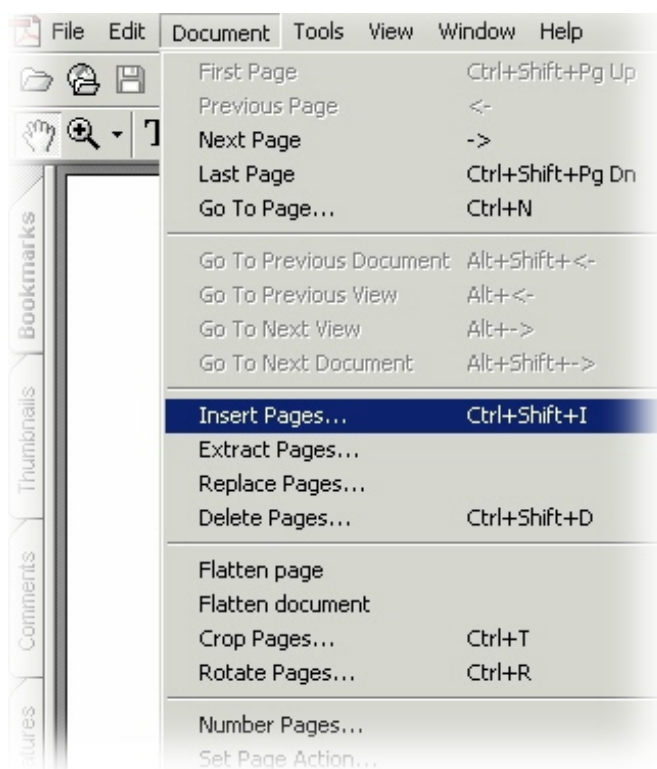 File Edit Document Tools View Window Help
First Page Ctrl+Shift+Pg Up
Previous Page <-
Next Page ->
Last Page Ctrl+Shift+Pg Dn
Go To Page... Ctrl+N
Go To Previous Document Alt+Shift+<-
Go To Previous View Alt+<-
Go To Next View Alt+->
Go To Next Document Alt+Shift+->
Insert Pages... Ctrl+Shift+I
Extract Pages...
Replace Pages...
Delete Pages... Ctrl+Shift+D
Flatten page
Flatten document
Crop Pages... Ctrl+T
Rotate Pages... Ctrl+R
Number Pages...
Set Page Action...
Bookmarks
Thumbnails
Comments